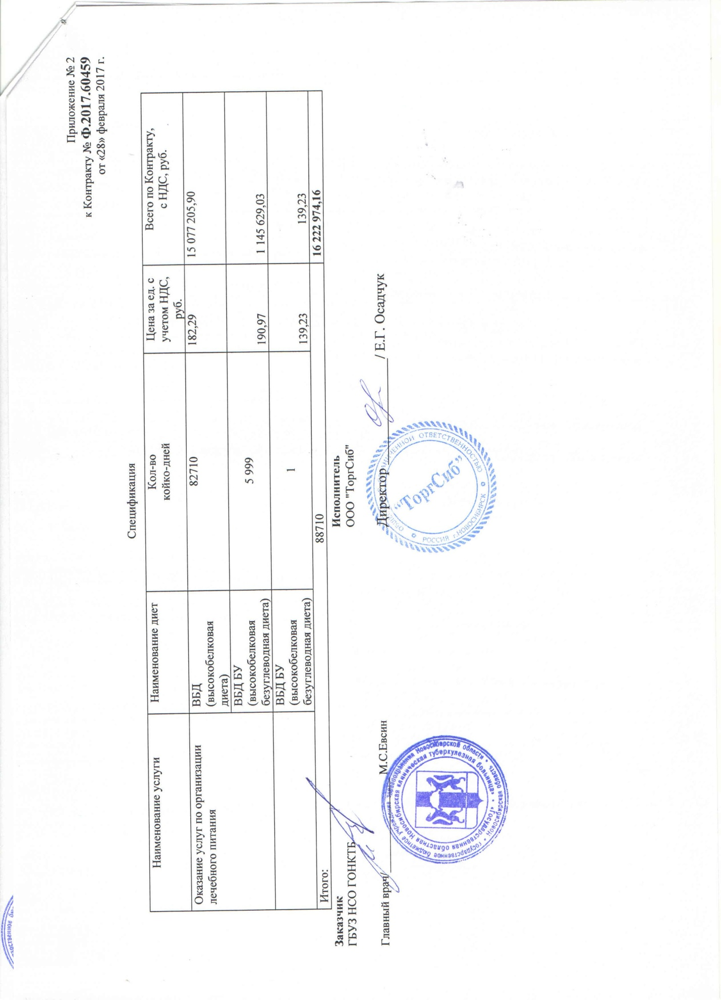 Приложение № 2
к Контракту № Ф.2017.60459
от «28» февраля 2017 г.
Спецификация
Наименование услуги
Наименование диет
Кол-во
койко-дней
Цена за ед. с
учетом НДС,
руб.
Всего по Контракту,
с НДС, руб.
Оказание услуг по организации
лечебного питания
ВБД
(высокобелковая
диета)
82710
182,29
15 077 205,90
ВБД БУ
(высокобелковая
безуглеводная диета)
5 999
190,97
1 145 629,03
ВБД БУ
(высокобелковая
безуглеводная диета)
1
139,23
139,23
Итого:
88710
16 222 974,16
Заказчик
ГБУЗ НСО ГОНКТБ
Главный врач
М.С.Евсин
Исполнитель
ООО "ТоргСиб"
Директор
/ Е.Г. Осадчук
ОТВЕТСТВЕННОСТЬЮ
РОССИЯ г.НОВОСИБИРСК
“ТоргСиб”
государственное бюджетное учреждение здравоохранения Новосибирской области
«Государственная областная Новосибирская клиническая туберкулезная больница»
Новосибирская область